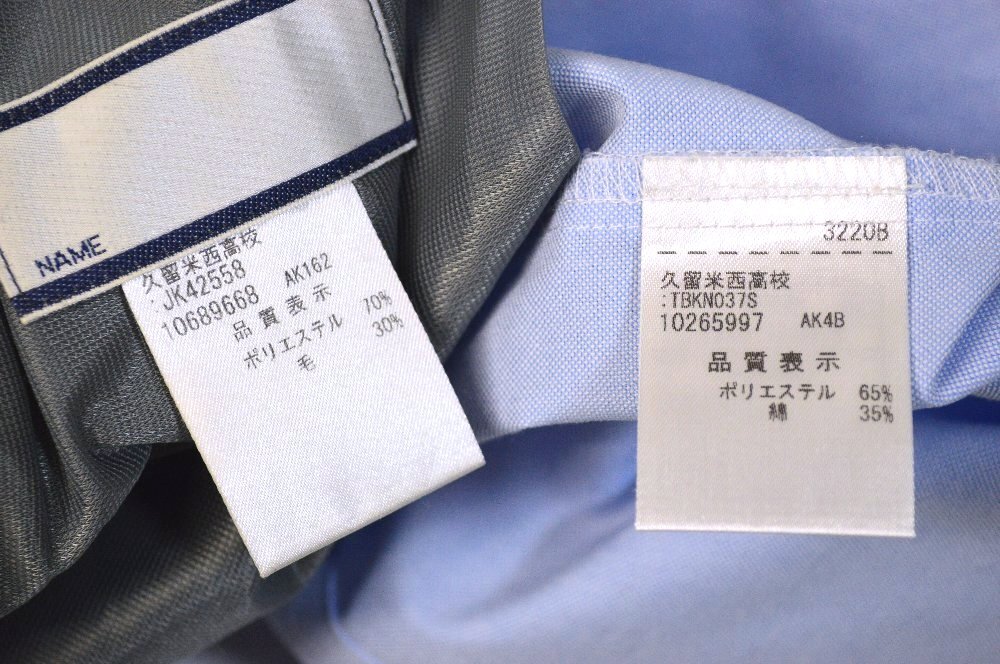 NAME
久留米西高校
:JK42558
10689668 AK162
品質表示
ポリエステル 70%
毛 30%
3220B
久留米西高校
:TBKN037S
10265997 AK4B
品質表示
ポリエステル 65%
綿 35%